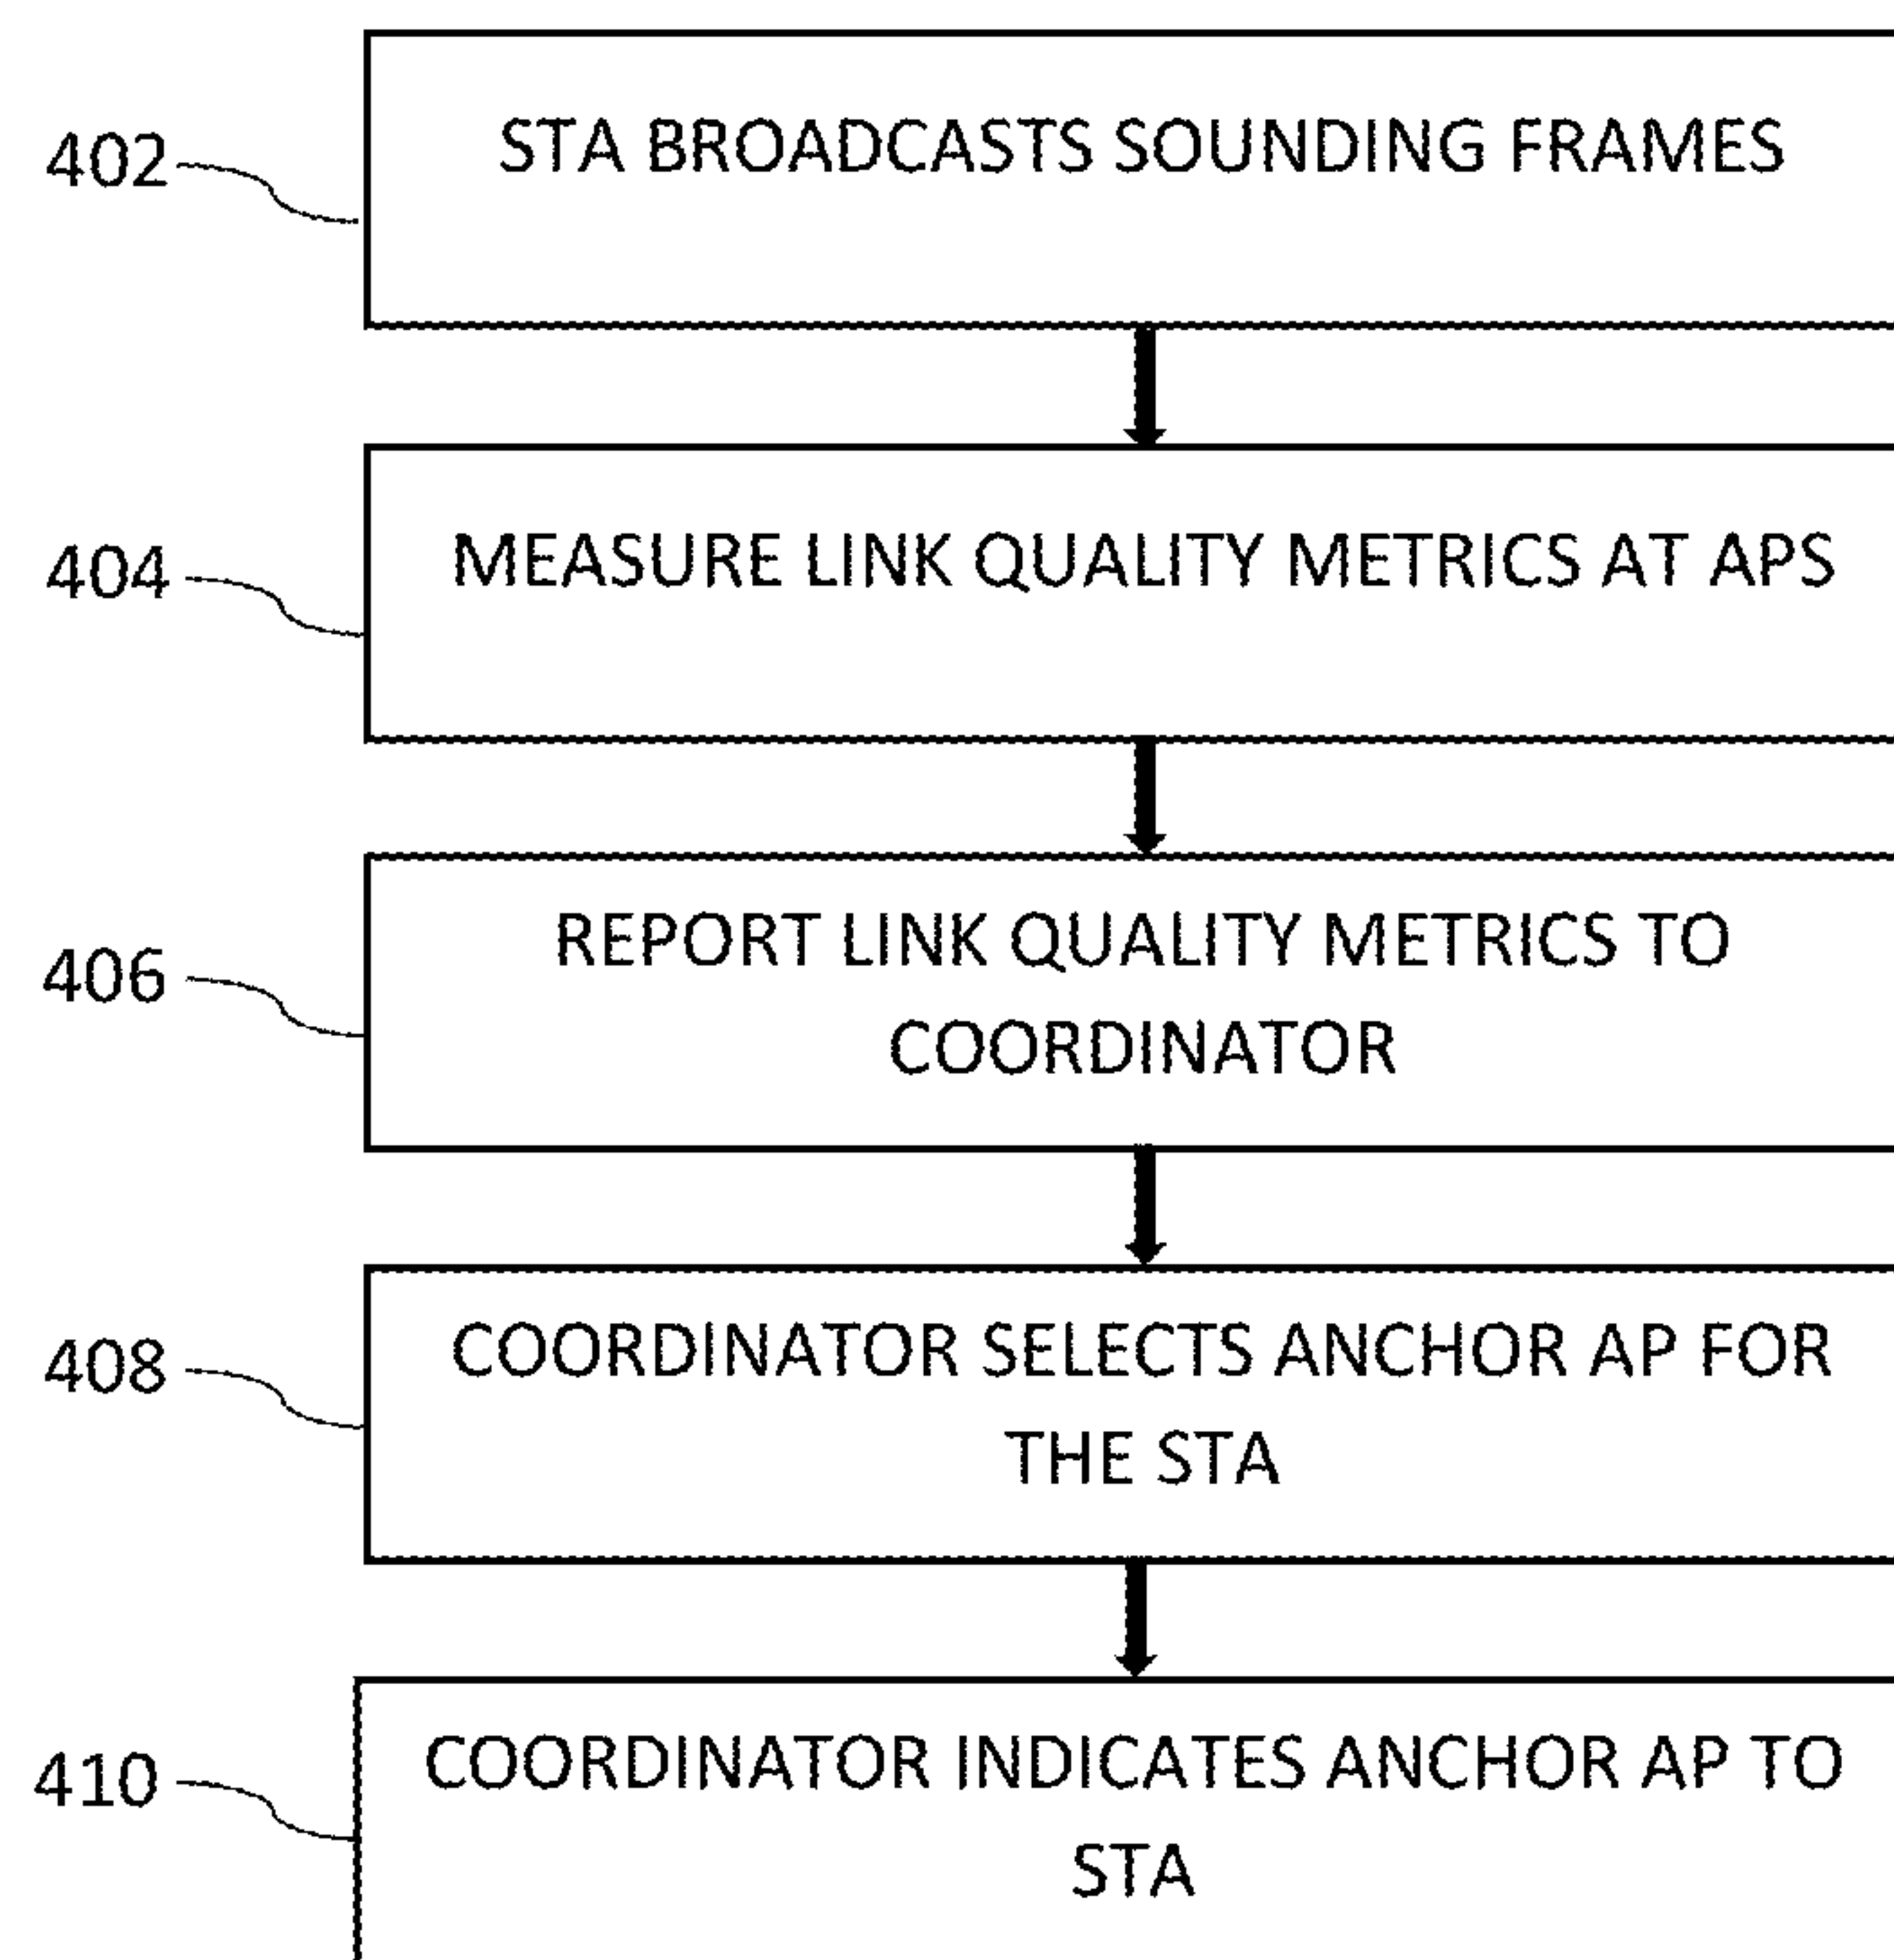 402
STA BROADCASTS SOUNDING FRAMES
404
MEASURE LINK QUALITY METRICS AT APS
406
REPORT LINK QUALITY METRICS TO
COORDINATOR
408
COORDINATOR SELECTS ANCHOR AP FOR
THE STA
410
COORDINATOR INDICATES ANCHOR AP TO
STA